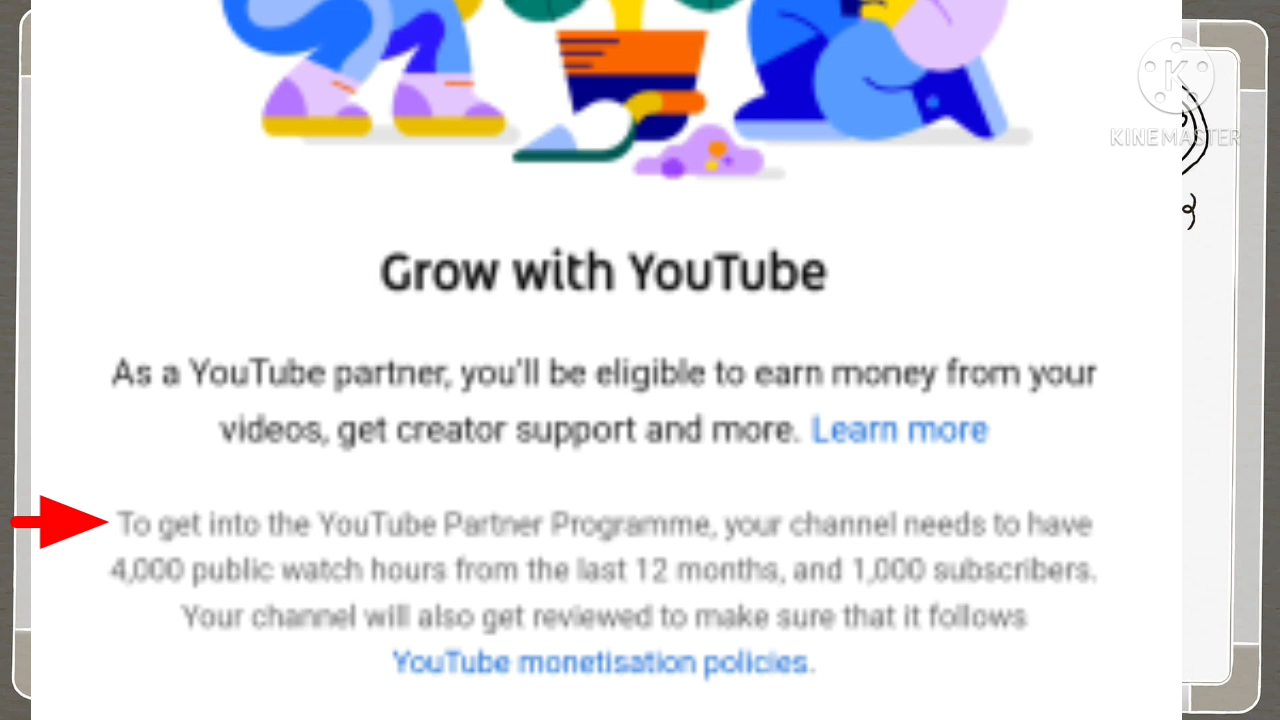 KINEMASTER
Grow with YouTube
As a YouTube partner, you'll be eligible to earn money from your
videos, get creator support and more. Learn more
To get into the YouTube Partner Programme, your channel needs to have
4,000 public watch hours from the last 12 months, and 1,000 subscribers.
Your channel will also get reviewed to make sure that it follows
YouTube monetisation policies.